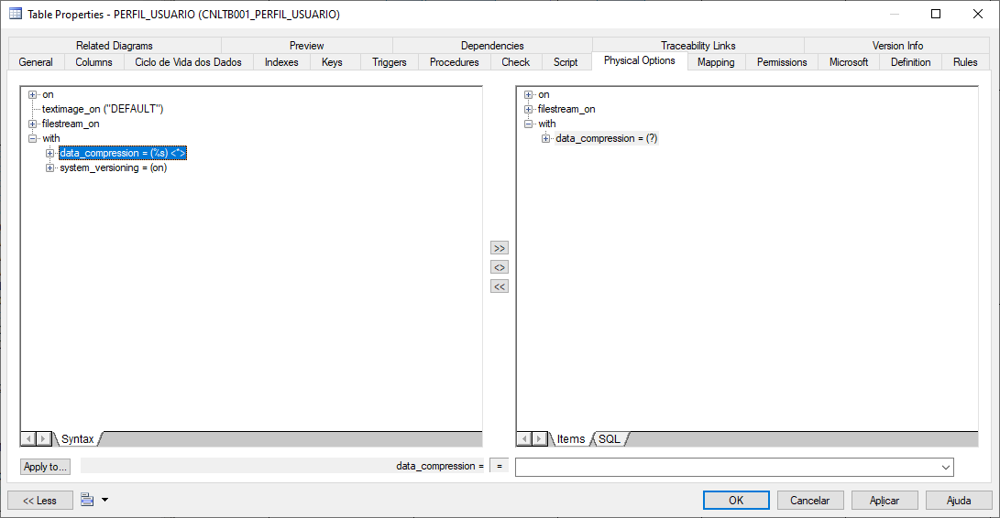 Table Properties - PERFIL_USUARIO (CNLTB001_PERFIL_USUARIO)
Related Diagrams Preview Dependencies Traceability Links Version Info
General Columns Ciclo de Vida dos Dados Indexes Keys Triggers Procedures Check Script Physical Options Mapping Permissions Microsoft Definition Rules
on
textimage_on ("DEFAULT")
filestream_on
with
data_compression = (%s) <*>
system_versioning = (on)
Syntax
>>
<>
<<
on
filestream_on
with
data_compression = (?)
Items SQL
Apply to... data_compression = =
<< Less OK Cancelar Aplicar Ajuda